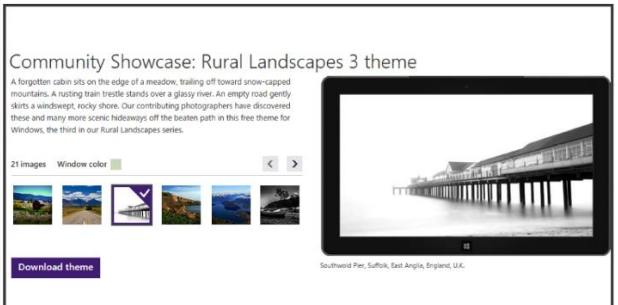 Community Showcase: Rural Landscapes 3 theme
A forgotten cabin sits on the edge of a meadow, trailing off toward snow-capped
mountains. A rusting train trestle stands over a glassy river. An empty road gently
skirts a windswept, rocky shore. Our contributing photographers have discovered
these and many more scenic hideaways off the beaten path in this free theme for
Windows, the third in our Rural Landscapes series.
21 images Window color
Download theme
Southwold Pier, Suffolk, East Anglia, England, U.K.